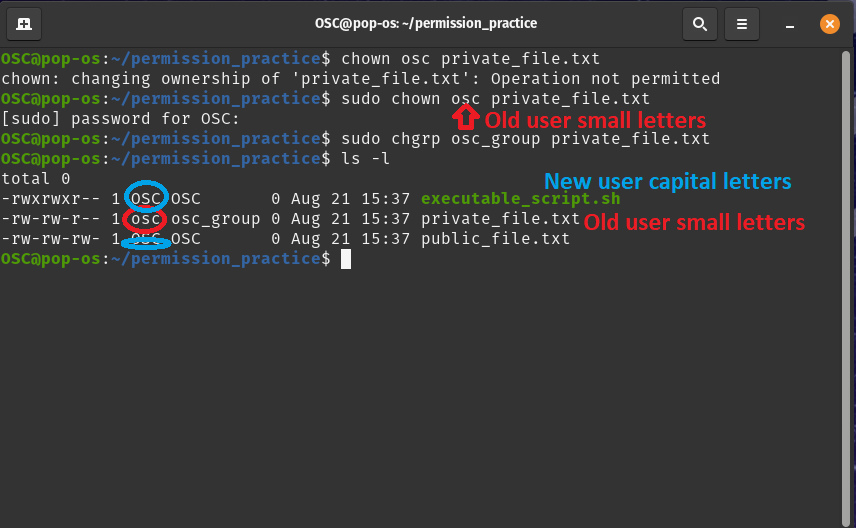 OSC@pop-os: ~/permission_practice
OSC@pop-os:~/permission_practice$ chown osc private_file.txt
chown: changing ownership of 'private_file.txt': Operation not permitted
OSC@pop-os:~/permission_practice$ sudo chown osc private_file.txt
[sudo] password for OSC:
Old user small letters
OSC@pop-os:~/permission_practice$ sudo chgrp osc_group private_file.txt
OSC@pop-os:~/permission_practice$ ls -l
total 0
New user capital letters
-rwxrwxr-- 1 OSC OSC 0 Aug 21 15:37 executable_script.sh
-rw-rw-r-- 1 osc osc_group 0 Aug 21 15:37 private_file.txt Old user small letters
-rw-rw-rw- 1 OSC OSC 0 Aug 21 15:37 public_file.txt
OSC@pop-os:~/permission_practice$